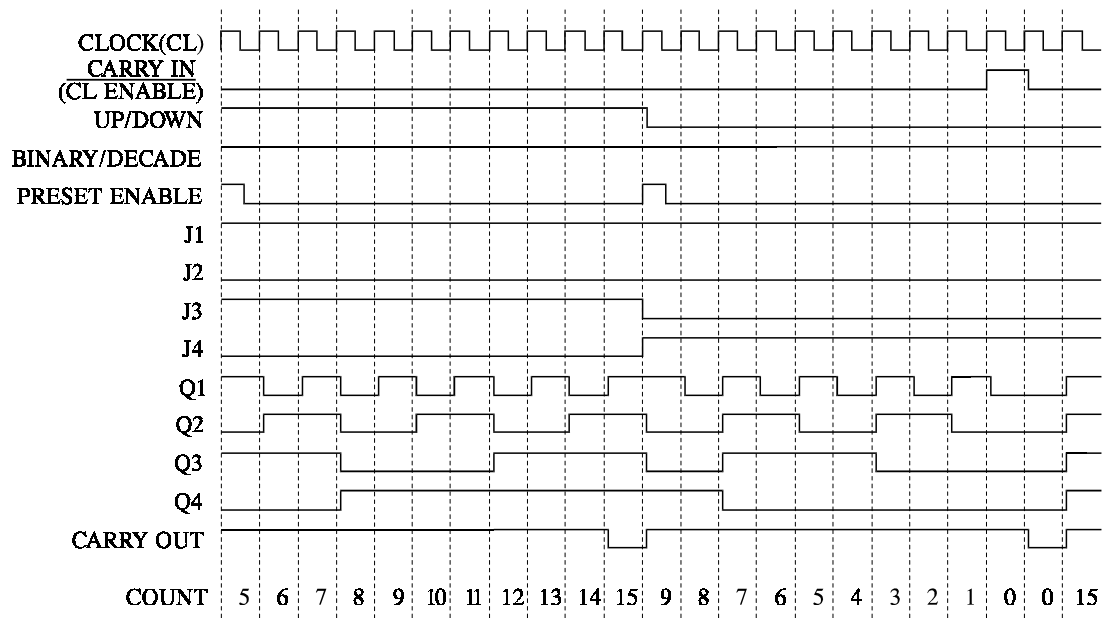 CLOCK(CL)
CARRY IN
(CL ENABLE)
UP/DOWN
BINARY/DECADE
PRESET ENABLE
J1
J2
J3
J4
Q1
Q2
Q3
Q4
CARRY OUT
COUNT 5 6 7 8 9 10 11 12 13 14 15 9 8 7 6 5 4 3 2 1 0 0 15